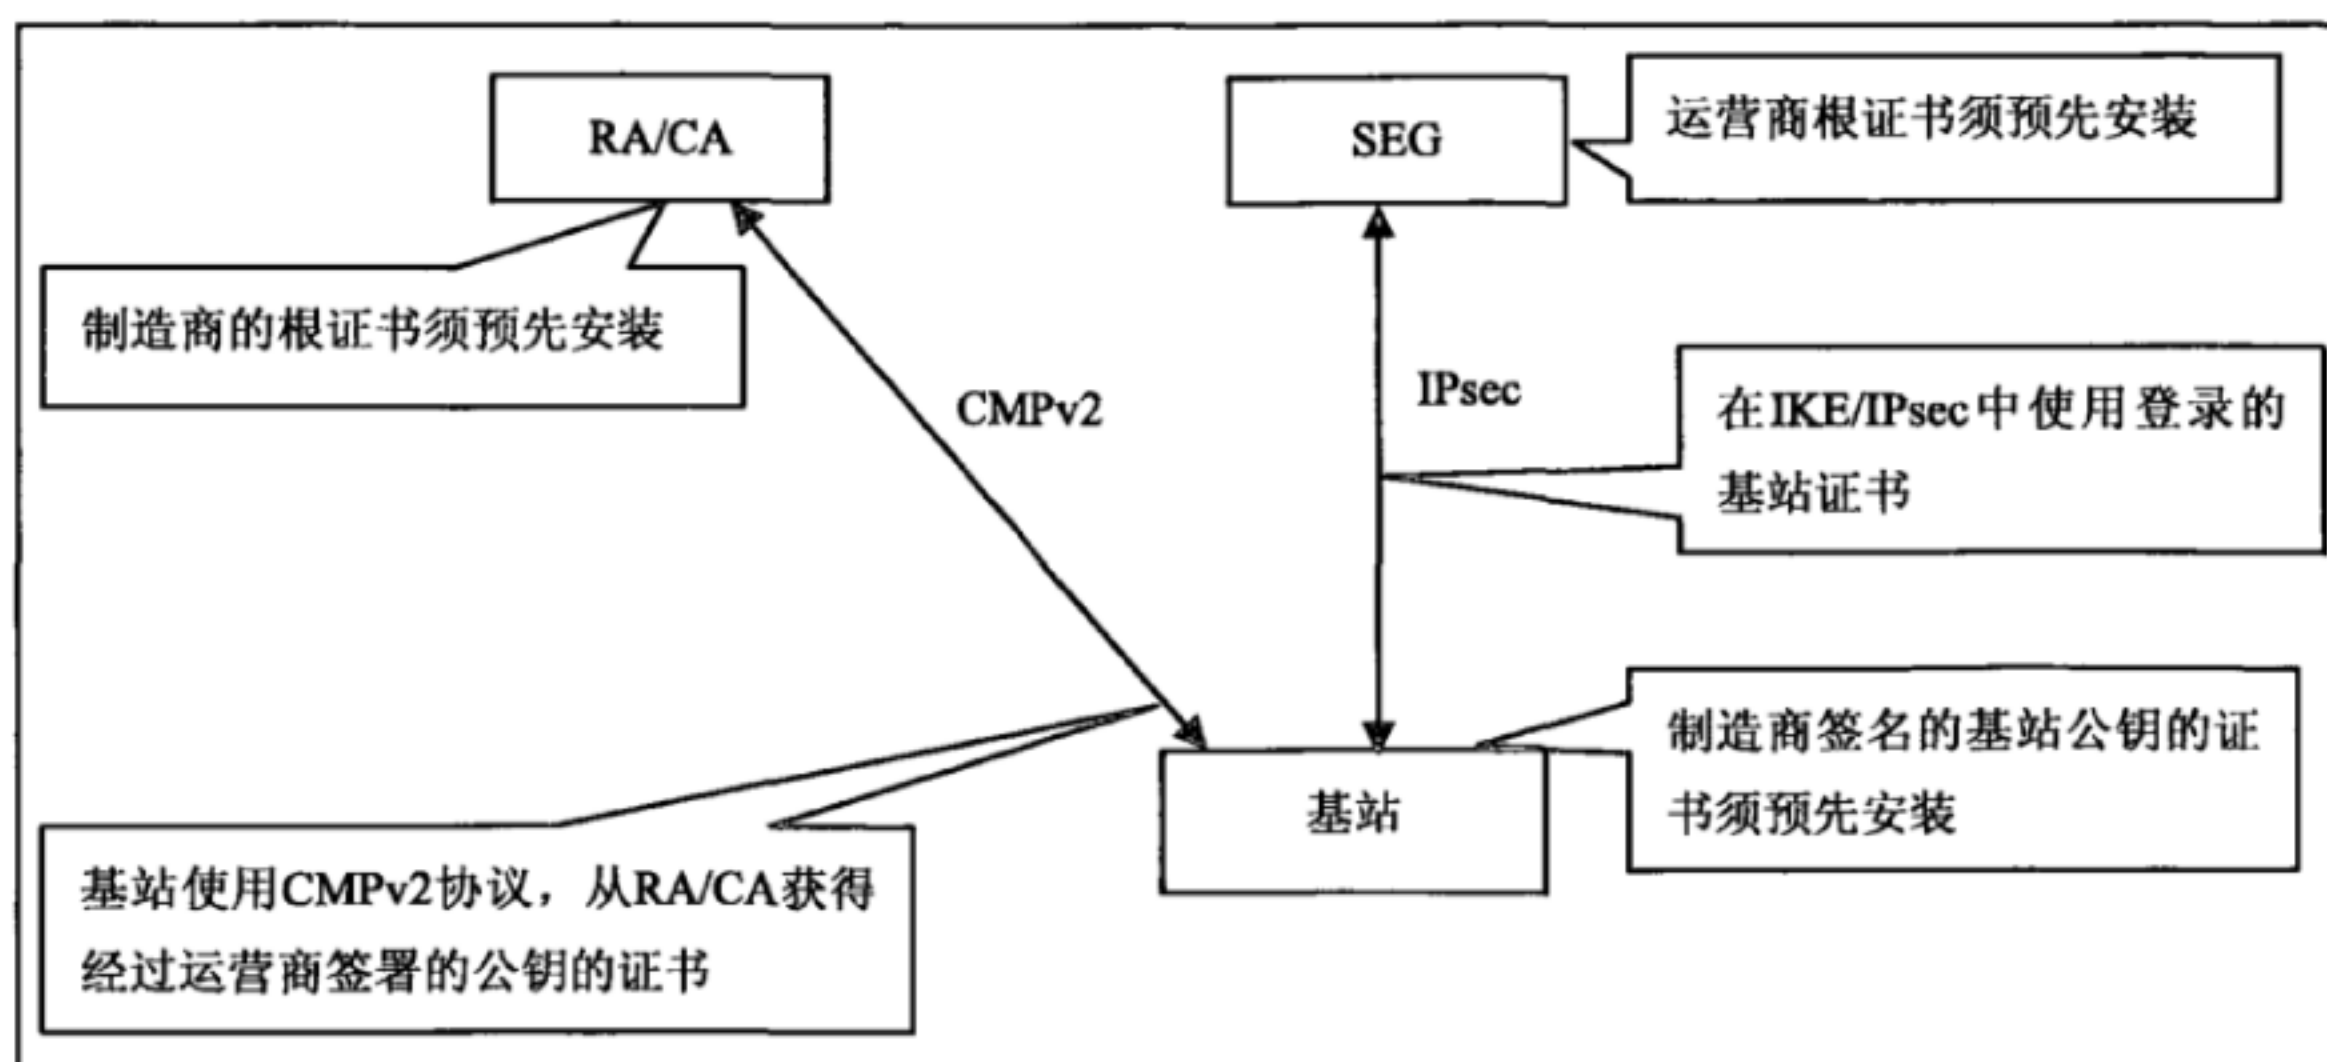 RA/CA
SEG
运营商根证书须预先安装
制造商的根证书须预先安装
CMPv2
IPsec
在IKE/IPsec中使用登录的
基站证书
制造商签名的基站公钥的证
书须预先安装
基站
基站使用CMPv2协议，从RA/CA获得
经过运营商签署的公钥的证书